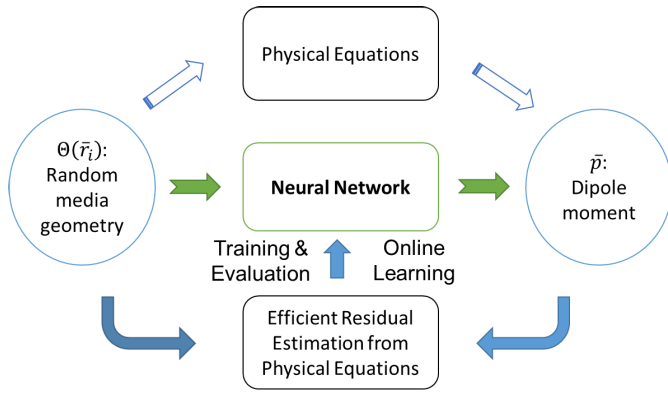 Physical Equations
Θ(r̄ᵢ):
Random
media
geometry
Neural Network
p̄:
Dipole
moment
Training &
Evaluation
Online
Learning
Efficient Residual
Estimation from
Physical Equations